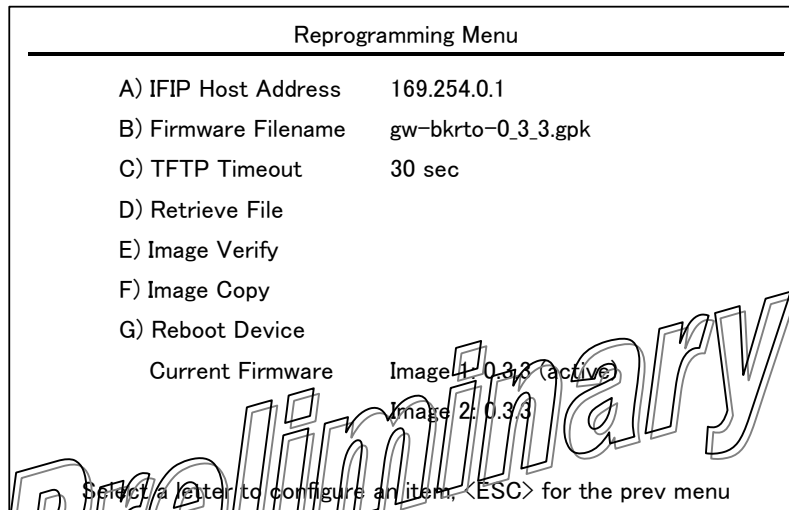 Reprogramming Menu
A) IFIP Host Address 169.254.0.1
B) Firmware Filename gw-bkrto-0_3_3.gpk
C) TFTP Timeout 30 sec
D) Retrieve File
E) Image Verify
F) Image Copy
G) Reboot Device
Current Firmware Image 1: 0.3.3 (active)
Image 2: 0.3.3
Select a letter to configure an item, <ESC> for the prev menu
Preliminary